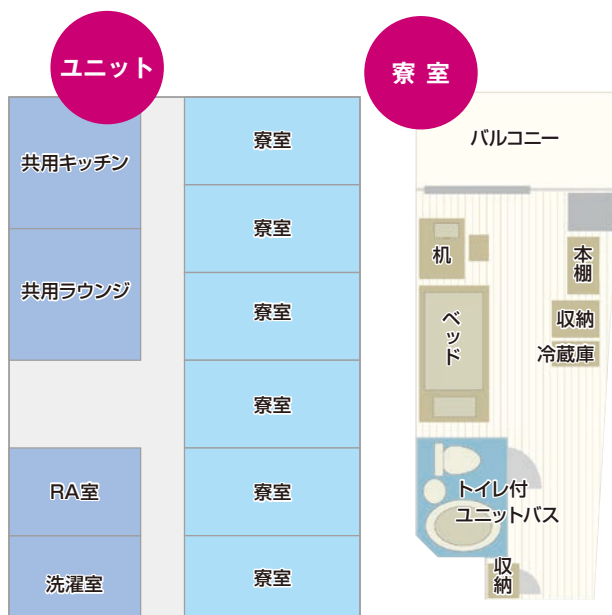 ユニット
共用キッチン
共用ラウンジ
RA室
洗濯室
寮室
寮室
寮室
寮室
寮室
寮室
寮 室
バルコニー
机
本棚
収納
冷蔵庫
ベッド
トイレ付
ユニットバス
収納